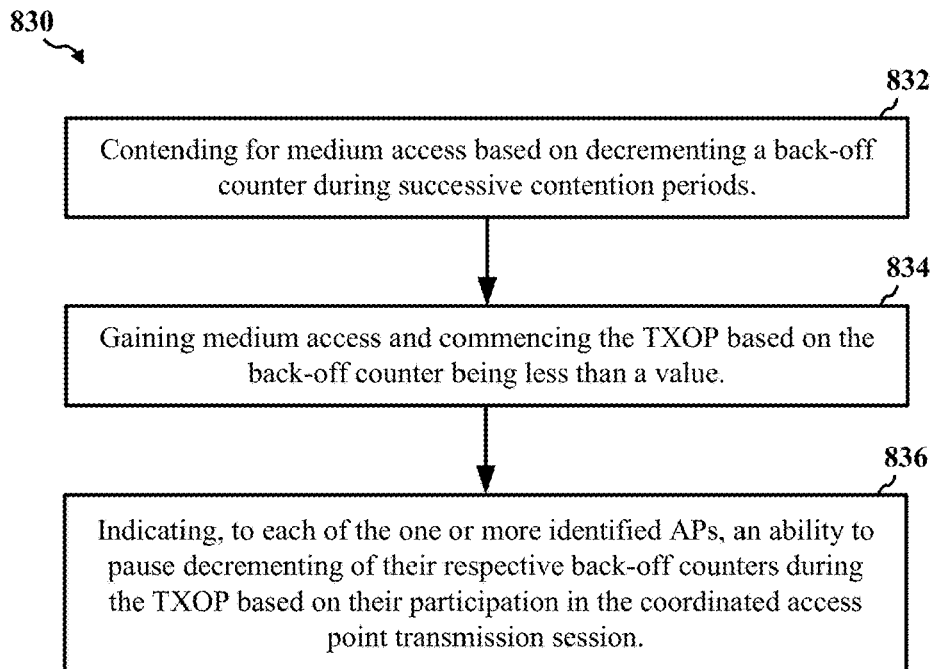 830
832
Contending for medium access based on decrementing a back-off
counter during successive contention periods.
834
Gaining medium access and commencing the TXOP based on the
back-off counter being less than a value.
836
Indicating, to each of the one or more identified APs, an ability to
pause decrementing of their respective back-off counters during
the TXOP based on their participation in the coordinated access
point transmission session.